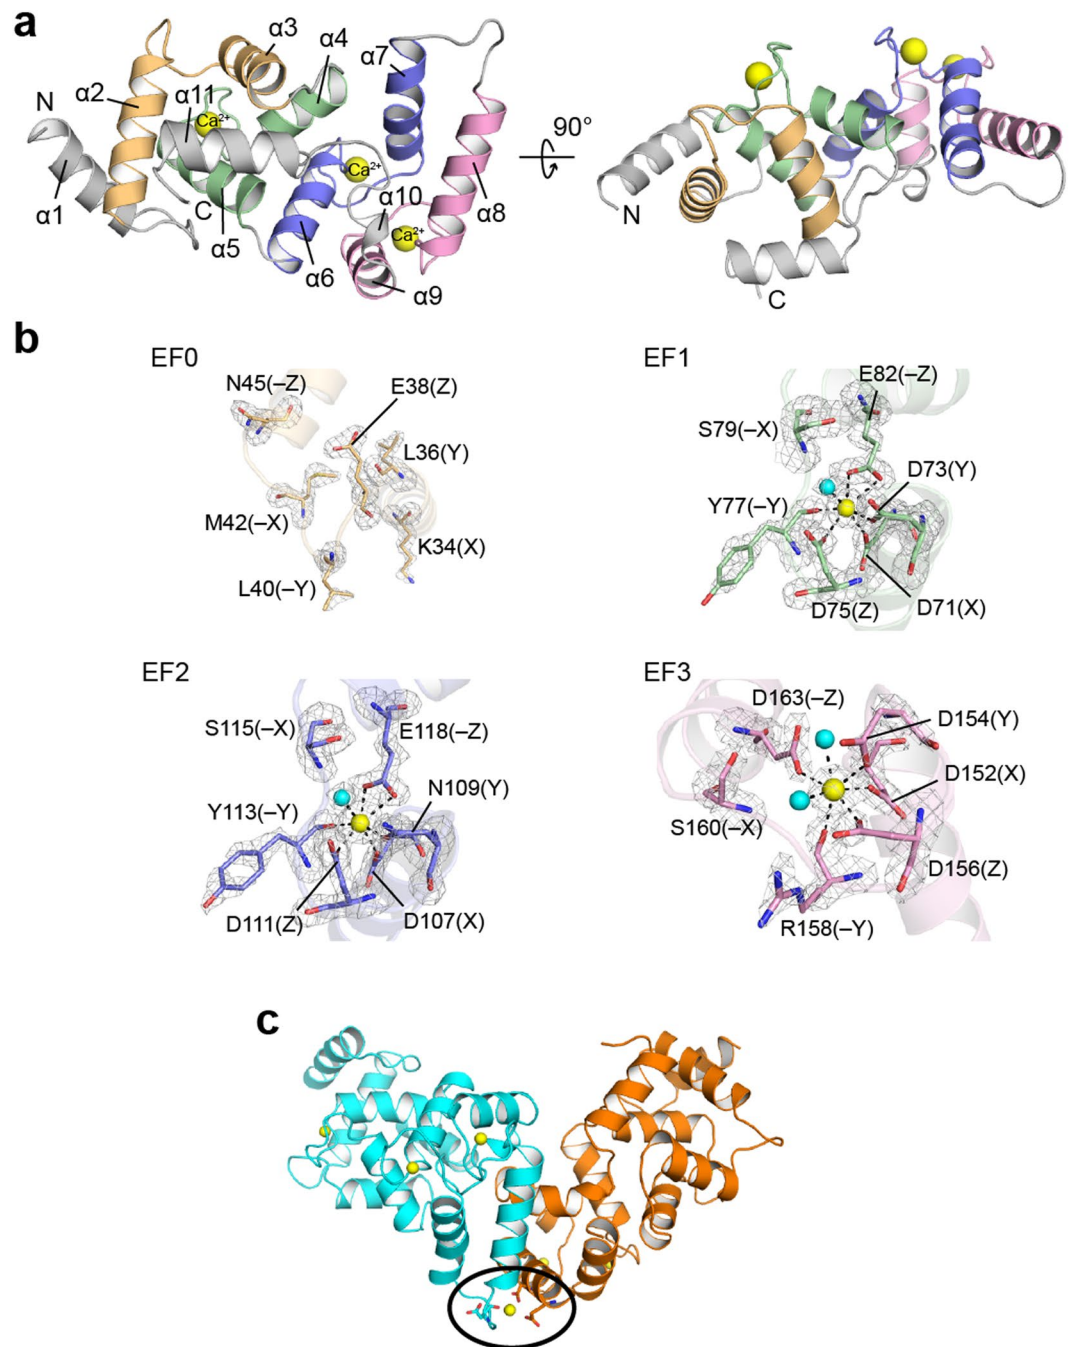 a
α3
α4
α7
N
α2
α11
Ca²⁺
90°
Ca²⁺
α1
C
α10
α8
Ca²⁺
α5
α6
α9
N
C
b
EF0
EF1
N45(–Z)
E38(Z)
L36(Y)
M42(–X)
K34(X)
L40(–Y)
E82(–Z)
S79(–X)
D73(Y)
Y77(–Y)
D75(Z)
D71(X)
EF2
EF3
S115(–X)
E118(–Z)
N109(Y)
Y113(–Y)
D111(Z)
D107(X)
D163(–Z)
D154(Y)
D152(X)
S160(–X)
D156(Z)
R158(–Y)
c